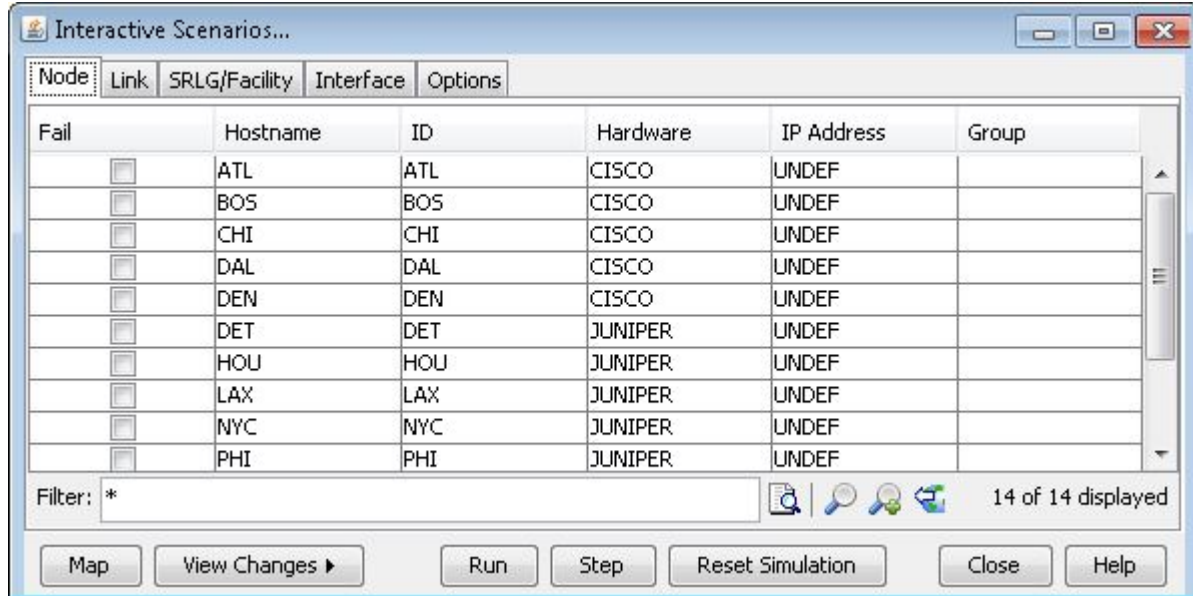 Interactive Scenarios...
Node Link SRLG/Facility Interface Options
Fail Hostname ID Hardware IP Address Group
ATL ATL CISCO UNDEF
BOS BOS CISCO UNDEF
CHI CHI CISCO UNDEF
DAL DAL CISCO UNDEF
DEN DEN CISCO UNDEF
DET DET JUNIPER UNDEF
HOU HOU JUNIPER UNDEF
LAX LAX JUNIPER UNDEF
NYC NYC JUNIPER UNDEF
PHI PHI JUNIPER UNDEF
Filter: * 14 of 14 displayed
Map View Changes Run Step Reset Simulation Close Help